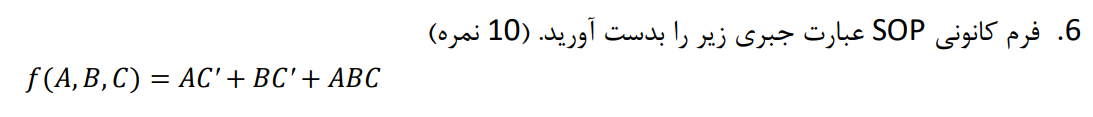 6. فرم کانونی SOP عبارت جبری زیر را بدست آورید. (10 نمره)
f(A, B, C) = AC′ + BC′ + ABC